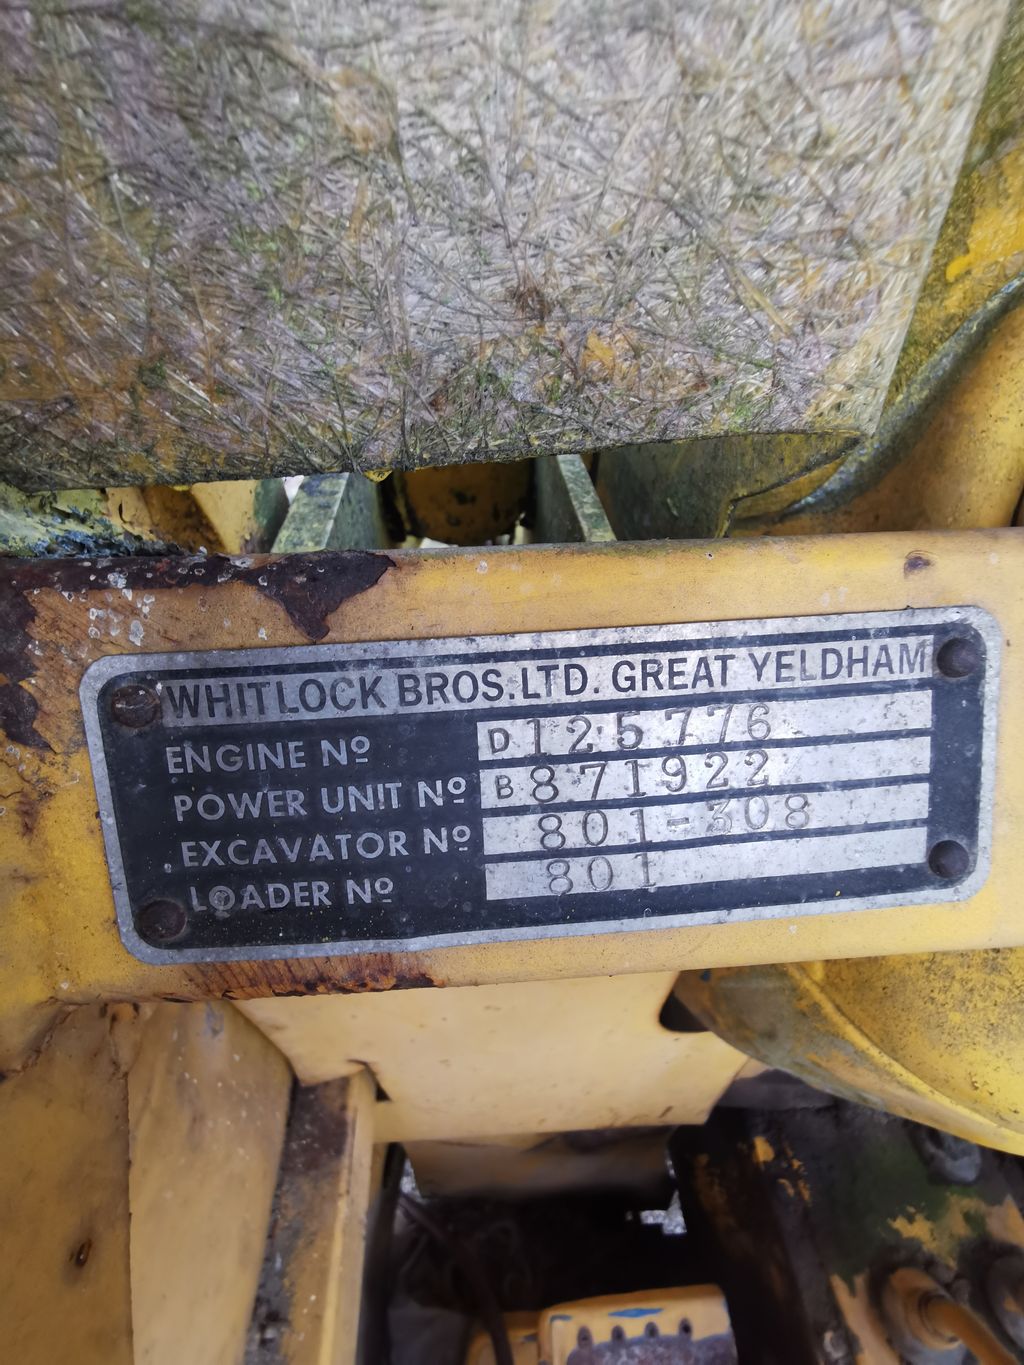 WHITLOCK BROS. LTD. GREAT YELDHAM
ENGINE Nº D125776
POWER UNIT Nº B871922
EXCAVATOR Nº 801-308
LOADER Nº 801